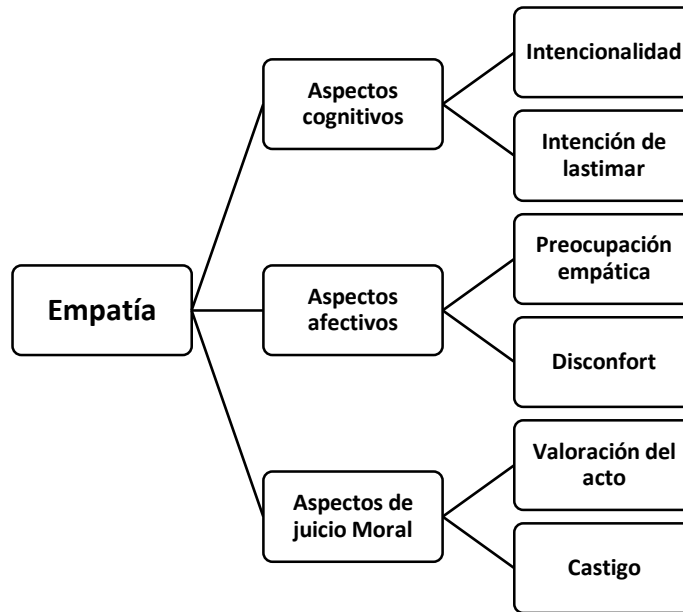 Empatía
Aspectos
cognitivos
Intencionalidad
Intención de
lastimar
Aspectos
afectivos
Preocupación
empática
Disconfort
Aspectos de
juicio Moral
Valoración del
acto
Castigo